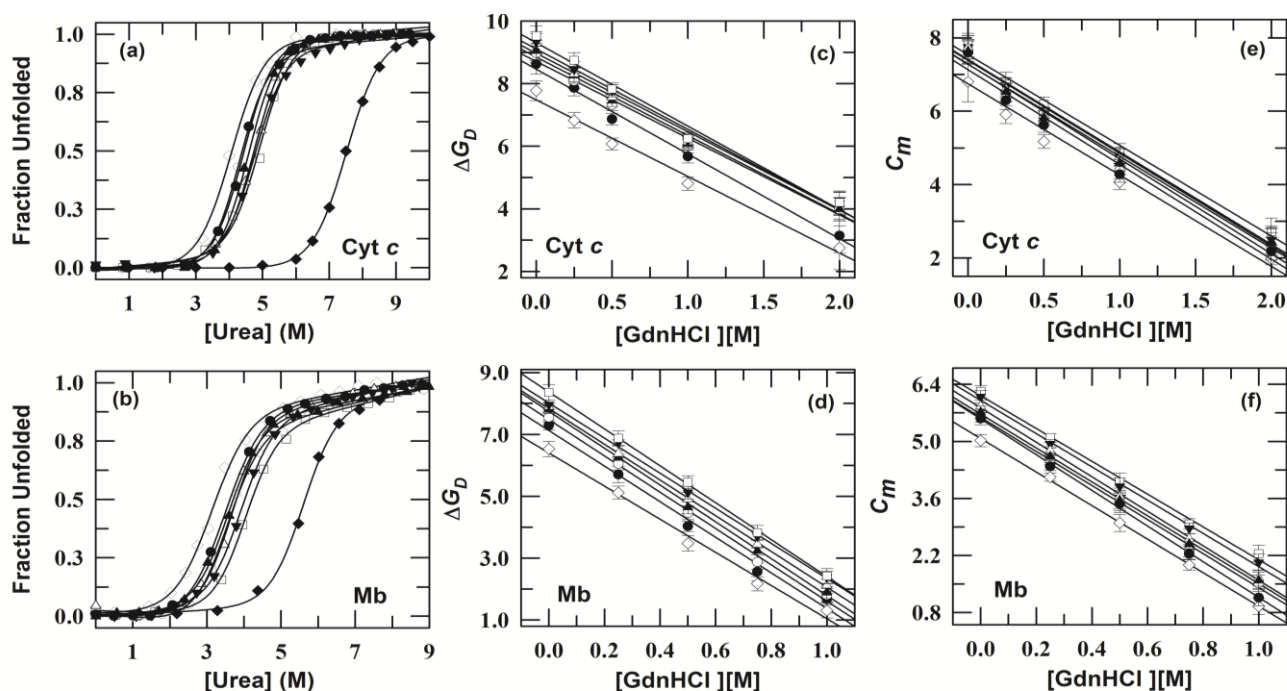 (a)
Fraction Unfolded
1.0
0.8
0.5
0.3
0.0
Cyt c
1 3 5 7 9
[Urea] (M)
(c)
ΔG_D
10
8
6
4
2
Cyt c
0.0 0.5 1.0 1.5 2.0
[GdnHCl ][M]
(e)
C_m
8
6
4
2
Cyt c
0.0 0.5 1.0 1.5 2.0
[GdnHCl ][M]
(b)
Fraction Unfolded
1.0
0.8
0.5
0.3
0.0
Mb
1 3 5 7 9
[Urea] (M)
(d)
ΔG_D
9.0
7.0
5.0
3.0
1.0
Mb
0.0 0.2 0.4 0.6 0.8 1.0
[GdnHCl ][M]
(f)
C_m
6.4
5.0
3.6
2.2
0.8
Mb
0.0 0.2 0.4 0.6 0.8 1.0
[GdnHCl ][M]